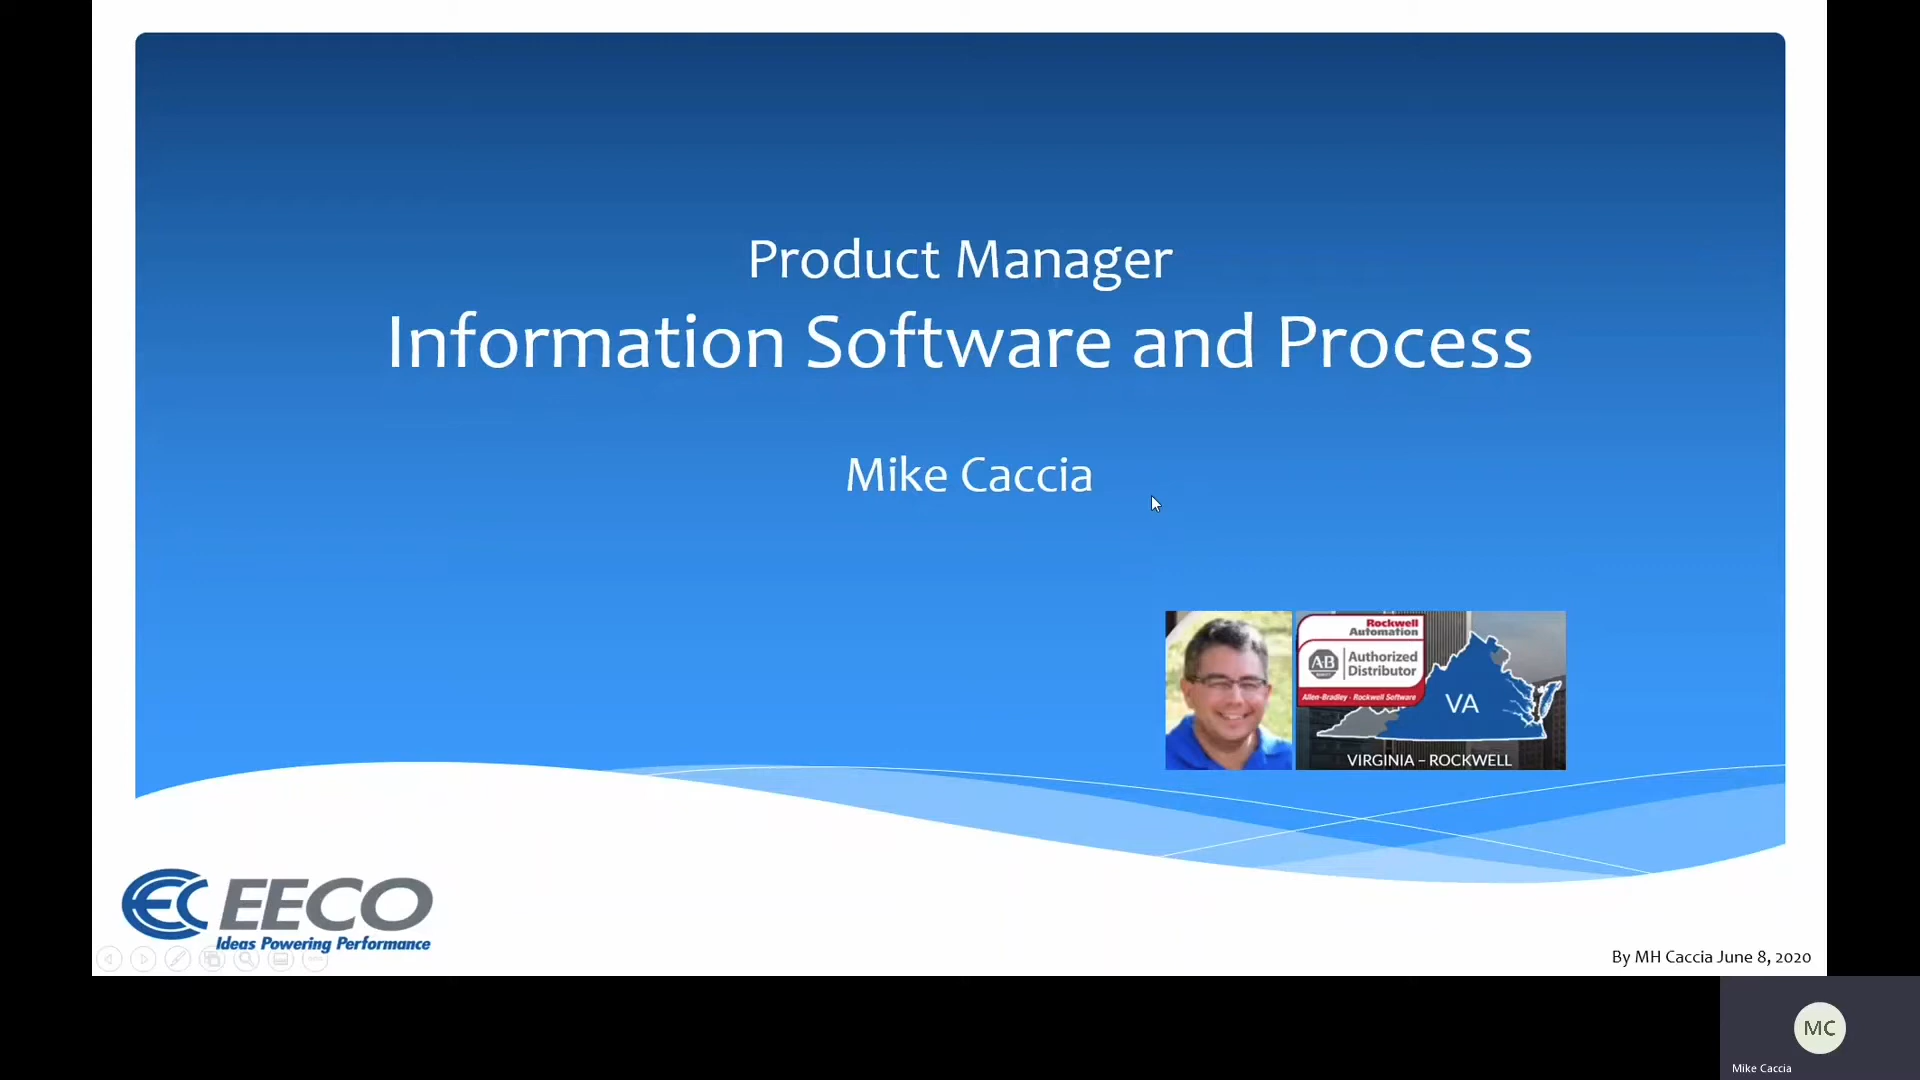 Product Manager
Information Software and Process
Mike Caccia
Rockwell
Automation
AB
Authorized
Distributor
Allen-Bradley · Rockwell Software
VA
VIRGINIA – ROCKWELL
EECO
Ideas Powering Performance
By MH Caccia June 8, 2020
MC
Mike Caccia